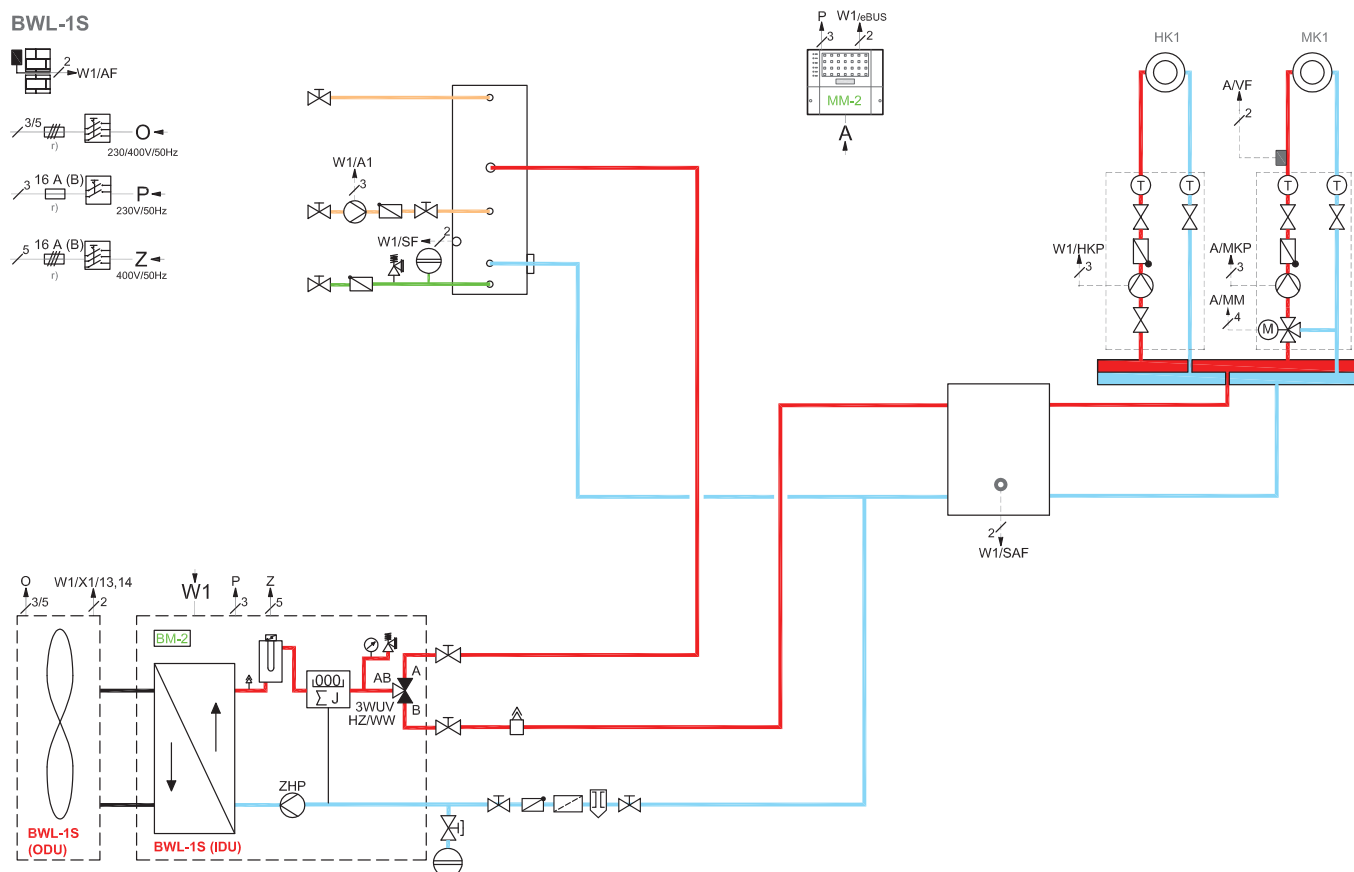 BWL-1S
2
W1/AF
3/5
r)
O
230/400V/50Hz
3
16 A (B)
r)
P
230V/50Hz
5
16 A (B)
r)
Z
400V/50Hz
W1/A1
3
W1/SF
2
P
3
W1/eBUS
2
MM-2
A
HK1
MK1
A/VF
2
T
T
T
T
W1/HKP
3
A/MKP
3
A/MM
4
M
2
W1/SAF
O
3/5
W1/X1/13,14
2
W1
P
3
Z
5
BM-2
000
Σ J
AB
A
B
3WUV
HZ/WW
ZHP
BWL-1S
(ODU)
BWL-1S (IDU)